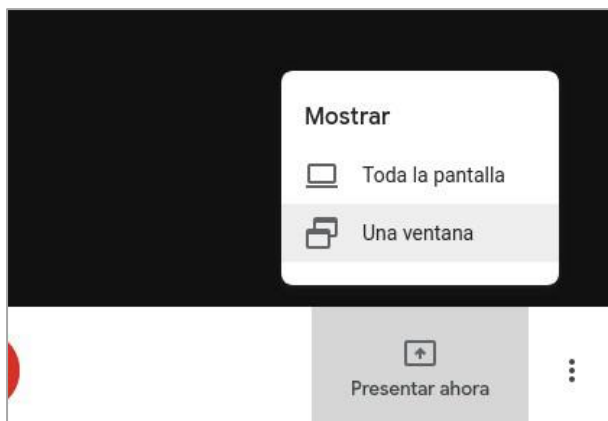 Mostrar
Toda la pantalla
Una ventana
Presentar ahora